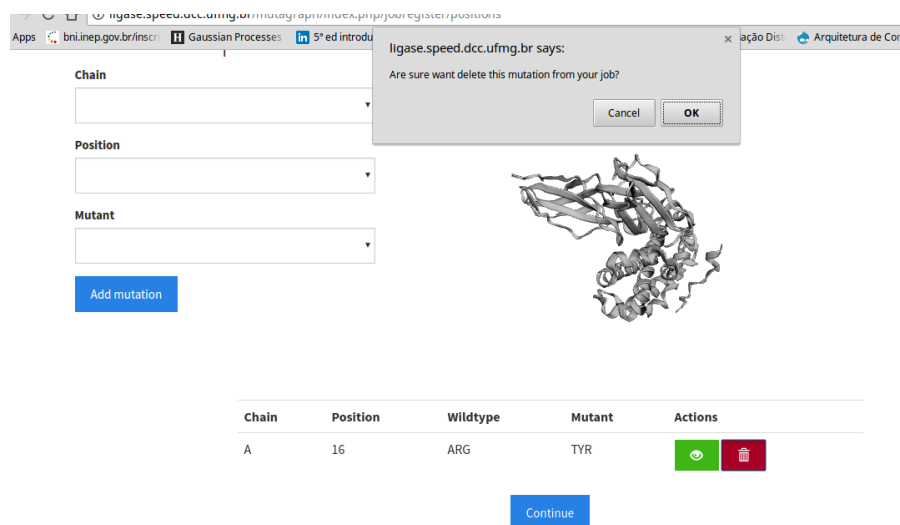 ligase.speed.dcc.ufmg.br/mutagraph/index.php/jobregister/positions
Apps bni.inep.gov.br/inscri Gaussian Processes 5ª ed introdu ação Dist Arquitetura de Cor
ligase.speed.dcc.ufmg.br says:
Are sure want delete this mutation from your job?
Cancel OK
Chain
Position
Mutant
Add mutation
Chain Position Wildtype Mutant Actions
A 16 ARG TYR
Continue